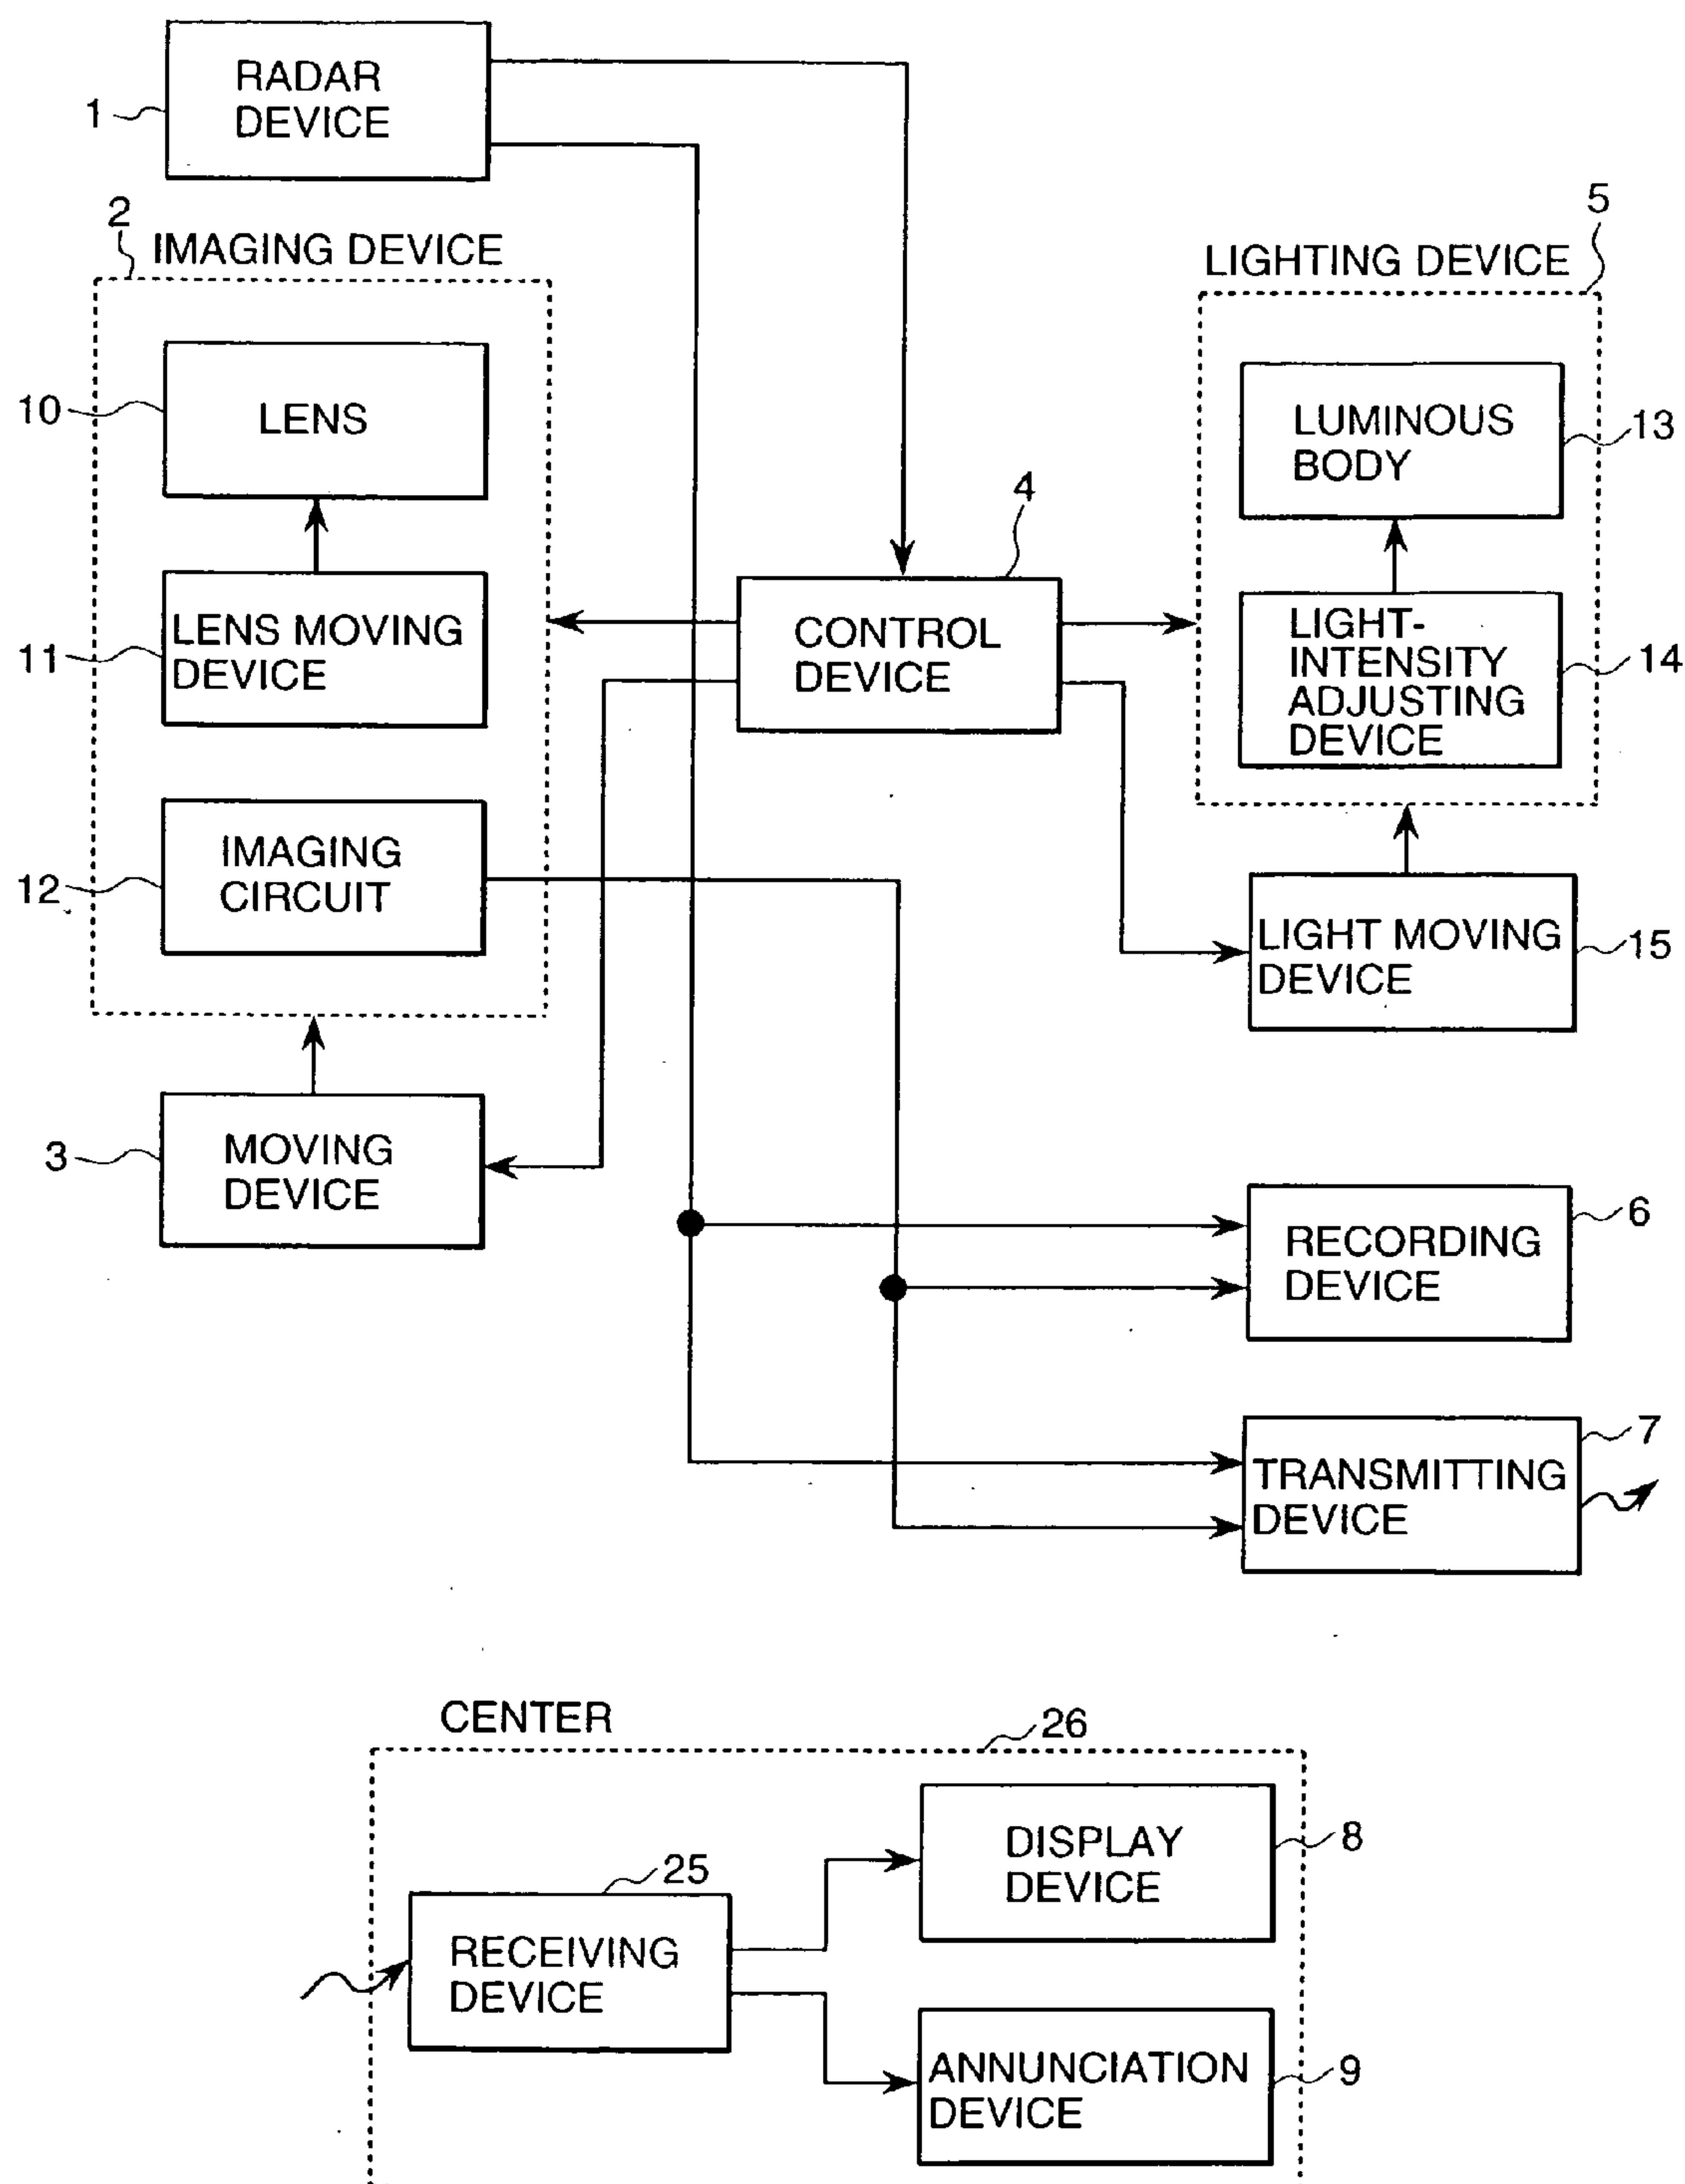 RADAR
DEVICE
1
2
IMAGING DEVICE
10
LENS
11
LENS MOVING
DEVICE
12
IMAGING
CIRCUIT
3
MOVING
DEVICE
4
CONTROL
DEVICE
5
LIGHTING DEVICE
LUMINOUS
BODY
13
LIGHT-
INTENSITY
ADJUSTING
DEVICE
14
LIGHT MOVING
DEVICE
15
RECORDING
DEVICE
6
TRANSMITTING
DEVICE
7
CENTER
26
25
RECEIVING
DEVICE
DISPLAY
DEVICE
8
ANNUNCIATION
DEVICE
9